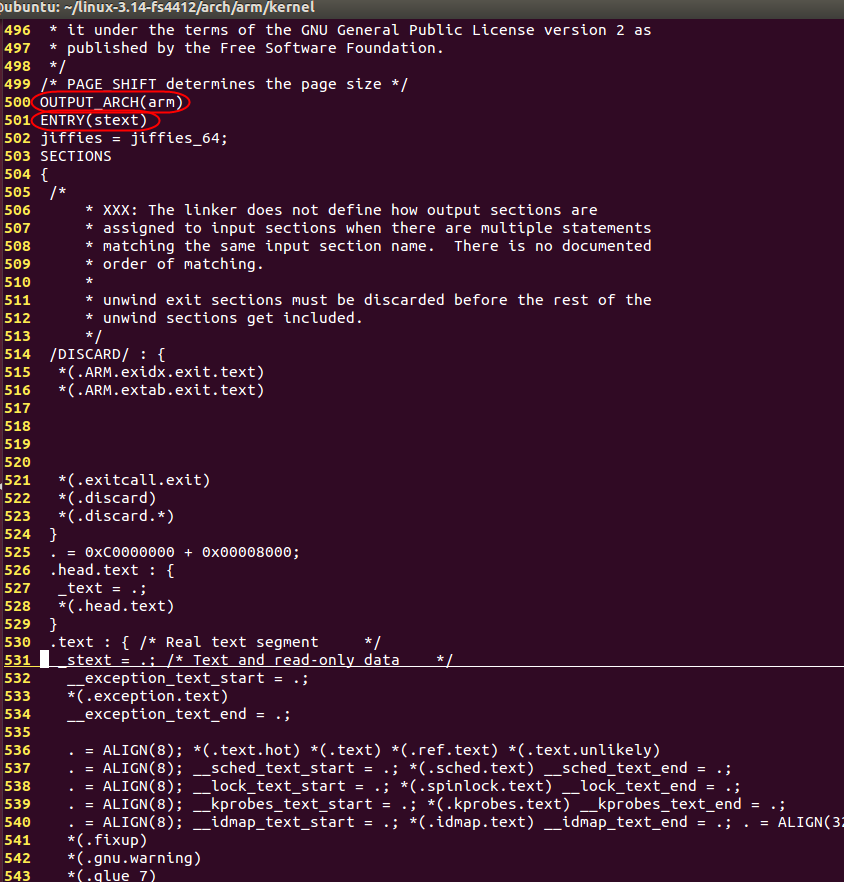 ubuntu: ~/linux-3.14-fs4412/arch/arm/kernel
496 * it under the terms of the GNU General Public License version 2 as
497 * published by the Free Software Foundation.
498 */
499 /* PAGE_SHIFT determines the page size */
500 OUTPUT_ARCH(arm)
501 ENTRY(stext)
502 jiffies = jiffies_64;
503 SECTIONS
504 {
505 /*
506 * XXX: The linker does not define how output sections are
507 * assigned to input sections when there are multiple statements
508 * matching the same input section name.  There is no documented
509 * order of matching.
510 *
511 * unwind exit sections must be discarded before the rest of the
512 * unwind sections get included.
513 */
514 /DISCARD/ : {
515 *(.ARM.exidx.exit.text)
516 *(.ARM.extab.exit.text)
517
518
519
520
521 *(.exitcall.exit)
522 *(.discard)
523 *(.discard.*)
524 }
525 . = 0xC0000000 + 0x00008000;
526 .head.text : {
527 _text = .;
528 *(.head.text)
529 }
530 .text : { /* Real text segment */
531 _stext = .; /* Text and read-only data */
532 __exception_text_start = .;
533 *(.exception.text)
534 __exception_text_end = .;
535
536 . = ALIGN(8); *(.text.hot) *(.text) *(.ref.text) *(.text.unlikely)
537 . = ALIGN(8); __sched_text_start = .; *(.sched.text) __sched_text_end = .;
538 . = ALIGN(8); __lock_text_start = .; *(.spinlock.text) __lock_text_end = .;
539 . = ALIGN(8); __kprobes_text_start = .; *(.kprobes.text) __kprobes_text_end = .;
540 . = ALIGN(8); __idmap_text_start = .; *(.idmap.text) __idmap_text_end = .; . = ALIGN(32
541 *(.fixup)
542 *(.gnu.warning)
543 *(.glue_7)